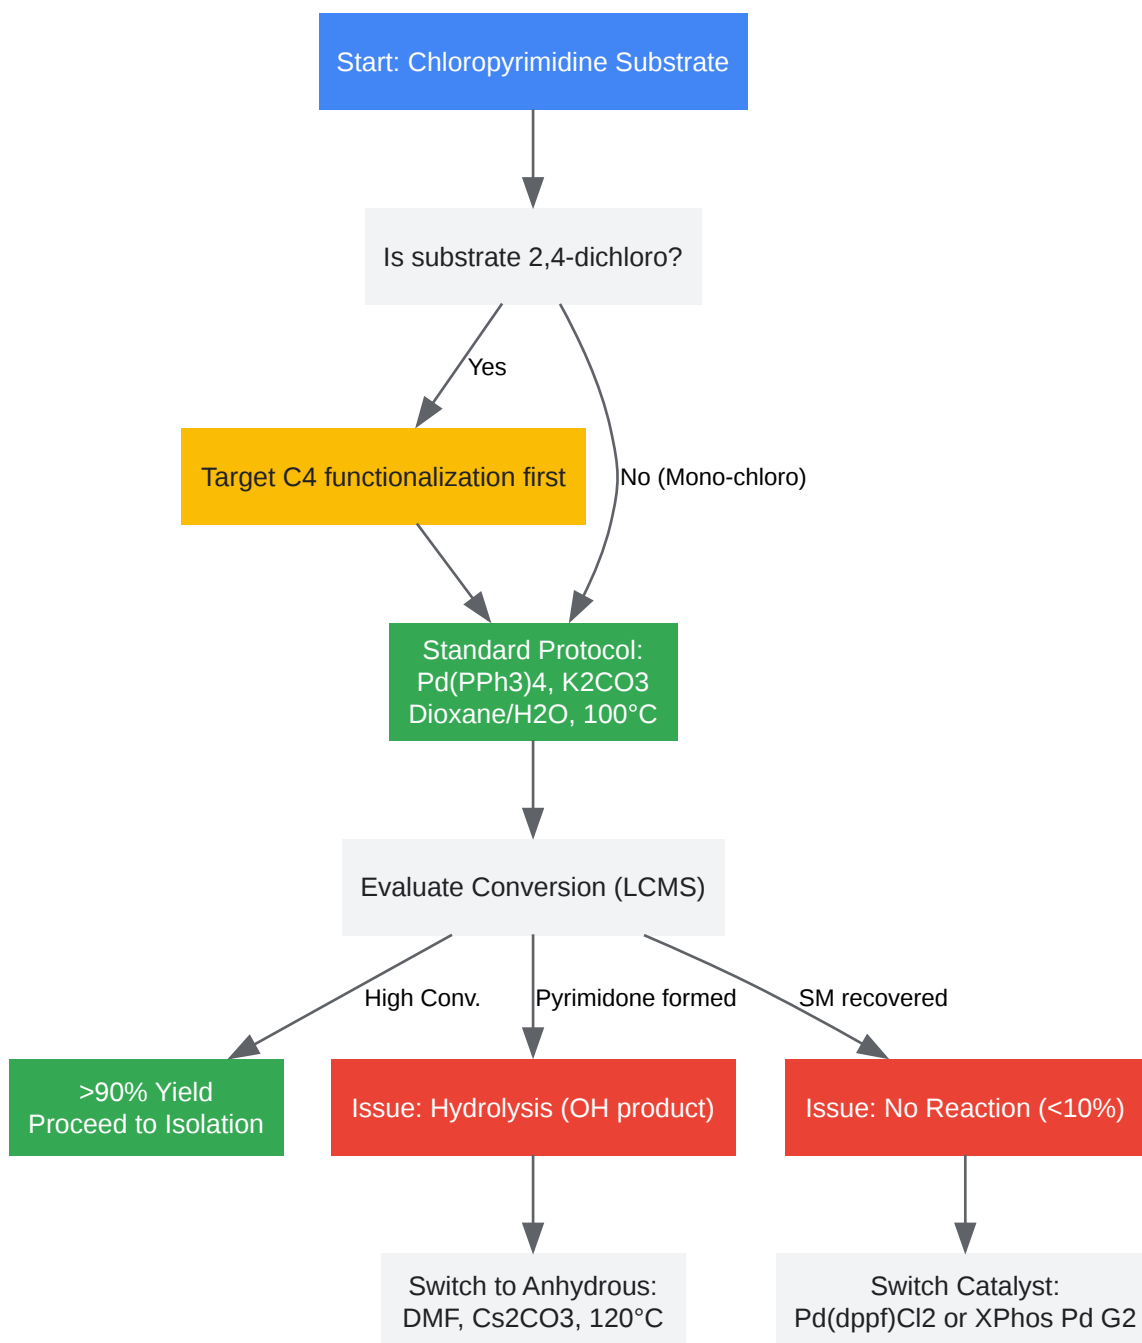 Start: Chloropyrimidine Substrate
Is substrate 2,4-dichloro?
Yes
Target C4 functionalization first
No (Mono-chloro)
Standard Protocol:
Pd(PPh3)4, K2CO3
Dioxane/H2O, 100°C
Evaluate Conversion (LCMS)
High Conv.
Pyrimidone formed
SM recovered
>90% Yield
Proceed to Isolation
Issue: Hydrolysis (OH product)
Issue: No Reaction (<10%)
Switch to Anhydrous:
DMF, Cs2CO3, 120°C
Switch Catalyst:
Pd(dppf)Cl2 or XPhos Pd G2